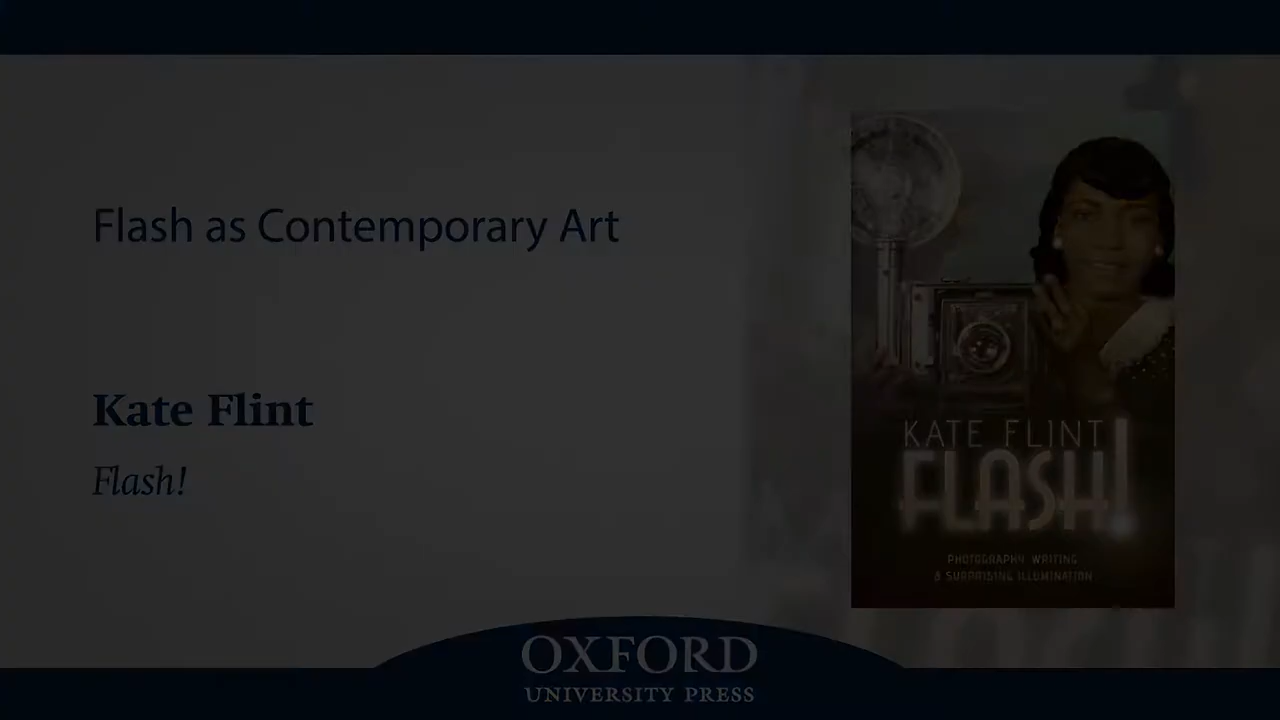 Flash as Contemporary Art
Kate Flint
Flash!
KATE FLINT
FLASH!
PHOTOGRAPHY, WRITING
& SURPRISING ILLUMINATION
OXFORD
UNIVERSITY PRESS